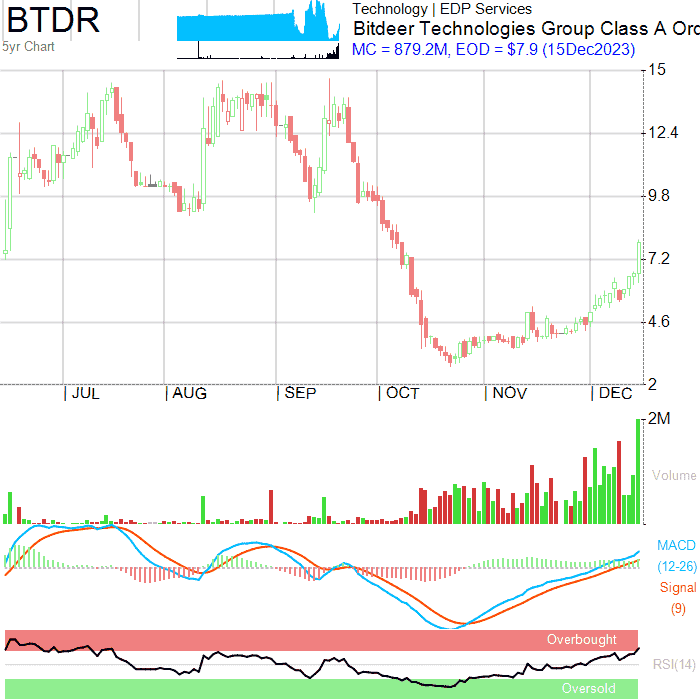 BTDR
5yr Chart
Technology | EDP Services
Bitdeer Technologies Group Class A Ord
MC = 879.2M, EOD = $7.9 (15Dec2023)
15
12.4
9.8
7.2
4.6
2
JUL
AUG
SEP
OCT
NOV
DEC
2M
Volume
MACD
(12-26)
Signal
(9)
Overbought
RSI(14)
Oversold